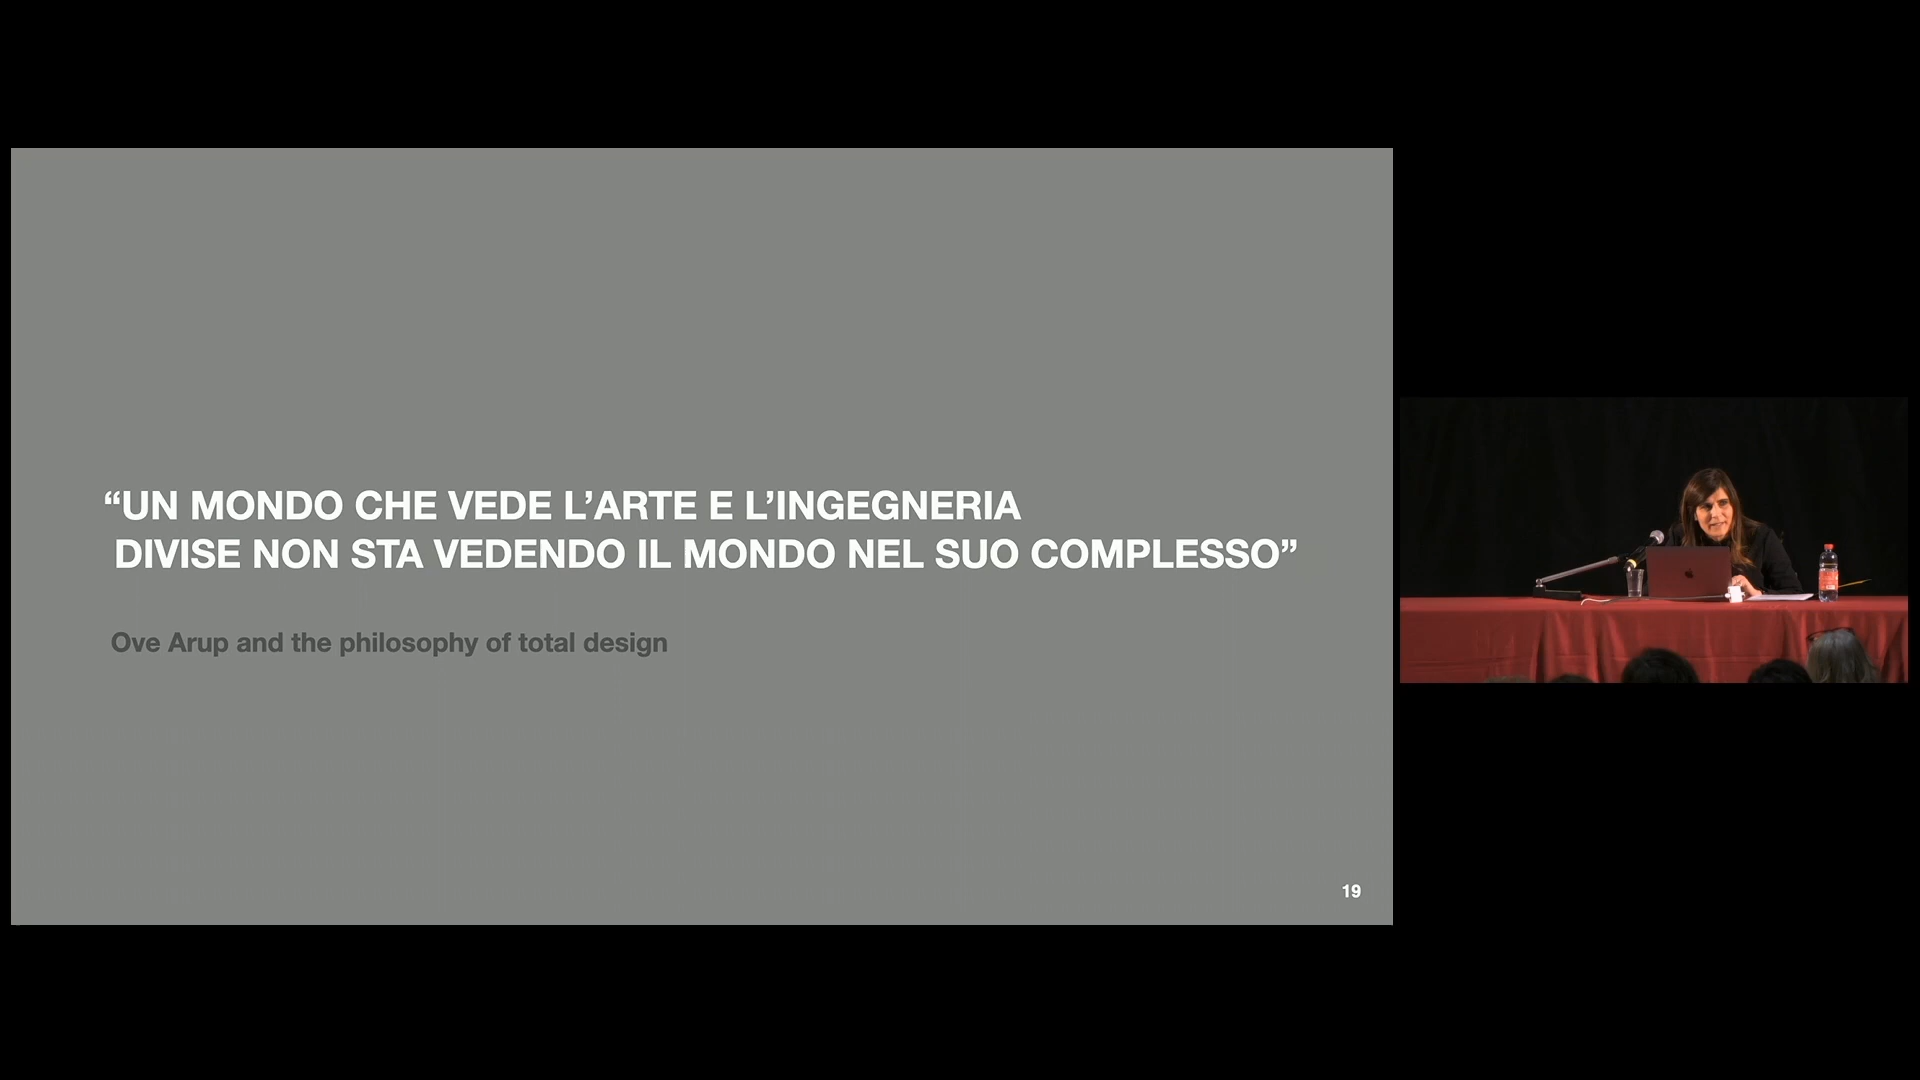 “UN MONDO CHE VEDE L’ARTE E L’INGEGNERIA
DIVISE NON STA VEDENDO IL MONDO NEL SUO COMPLESSO”
Ove Arup and the philosophy of total design
19